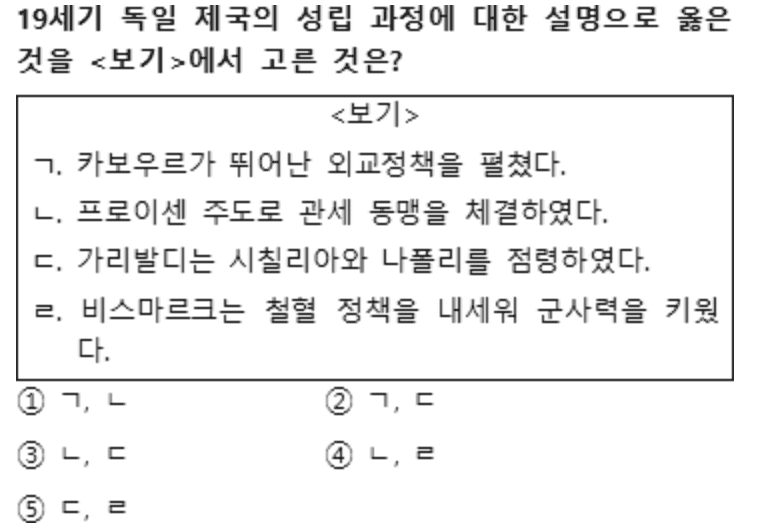 19세기 독일 제국의 성립 과정에 대한 설명으로 옳은
것을 <보기>에서 고른 것은?
<보기>
ㄱ. 카보우르가 뛰어난 외교정책을 펼쳤다.
ㄴ. 프로이센 주도로 관세 동맹을 체결하였다.
ㄷ. 가리발디는 시칠리아와 나폴리를 점령하였다.
ㄹ. 비스마르크는 철혈 정책을 내세워 군사력을 키웠
다.
① ㄱ, ㄴ ② ㄱ, ㄷ
③ ㄴ, ㄷ ④ ㄴ, ㄹ
⑤ ㄷ, ㄹ